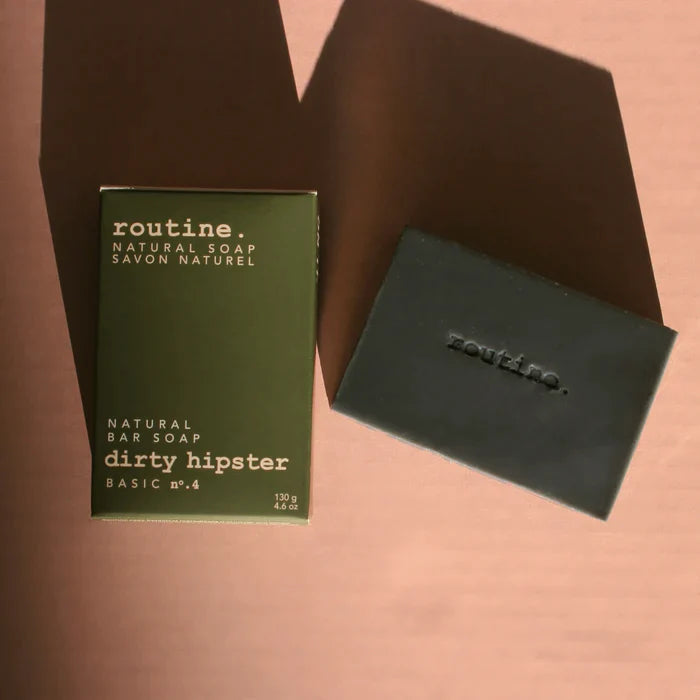 routine.
NATURAL SOAP
SAVON NATUREL
NATURAL
BAR SOAP
dirty hipster
BASIC nº.4
130 g
4.6 oz
routine.